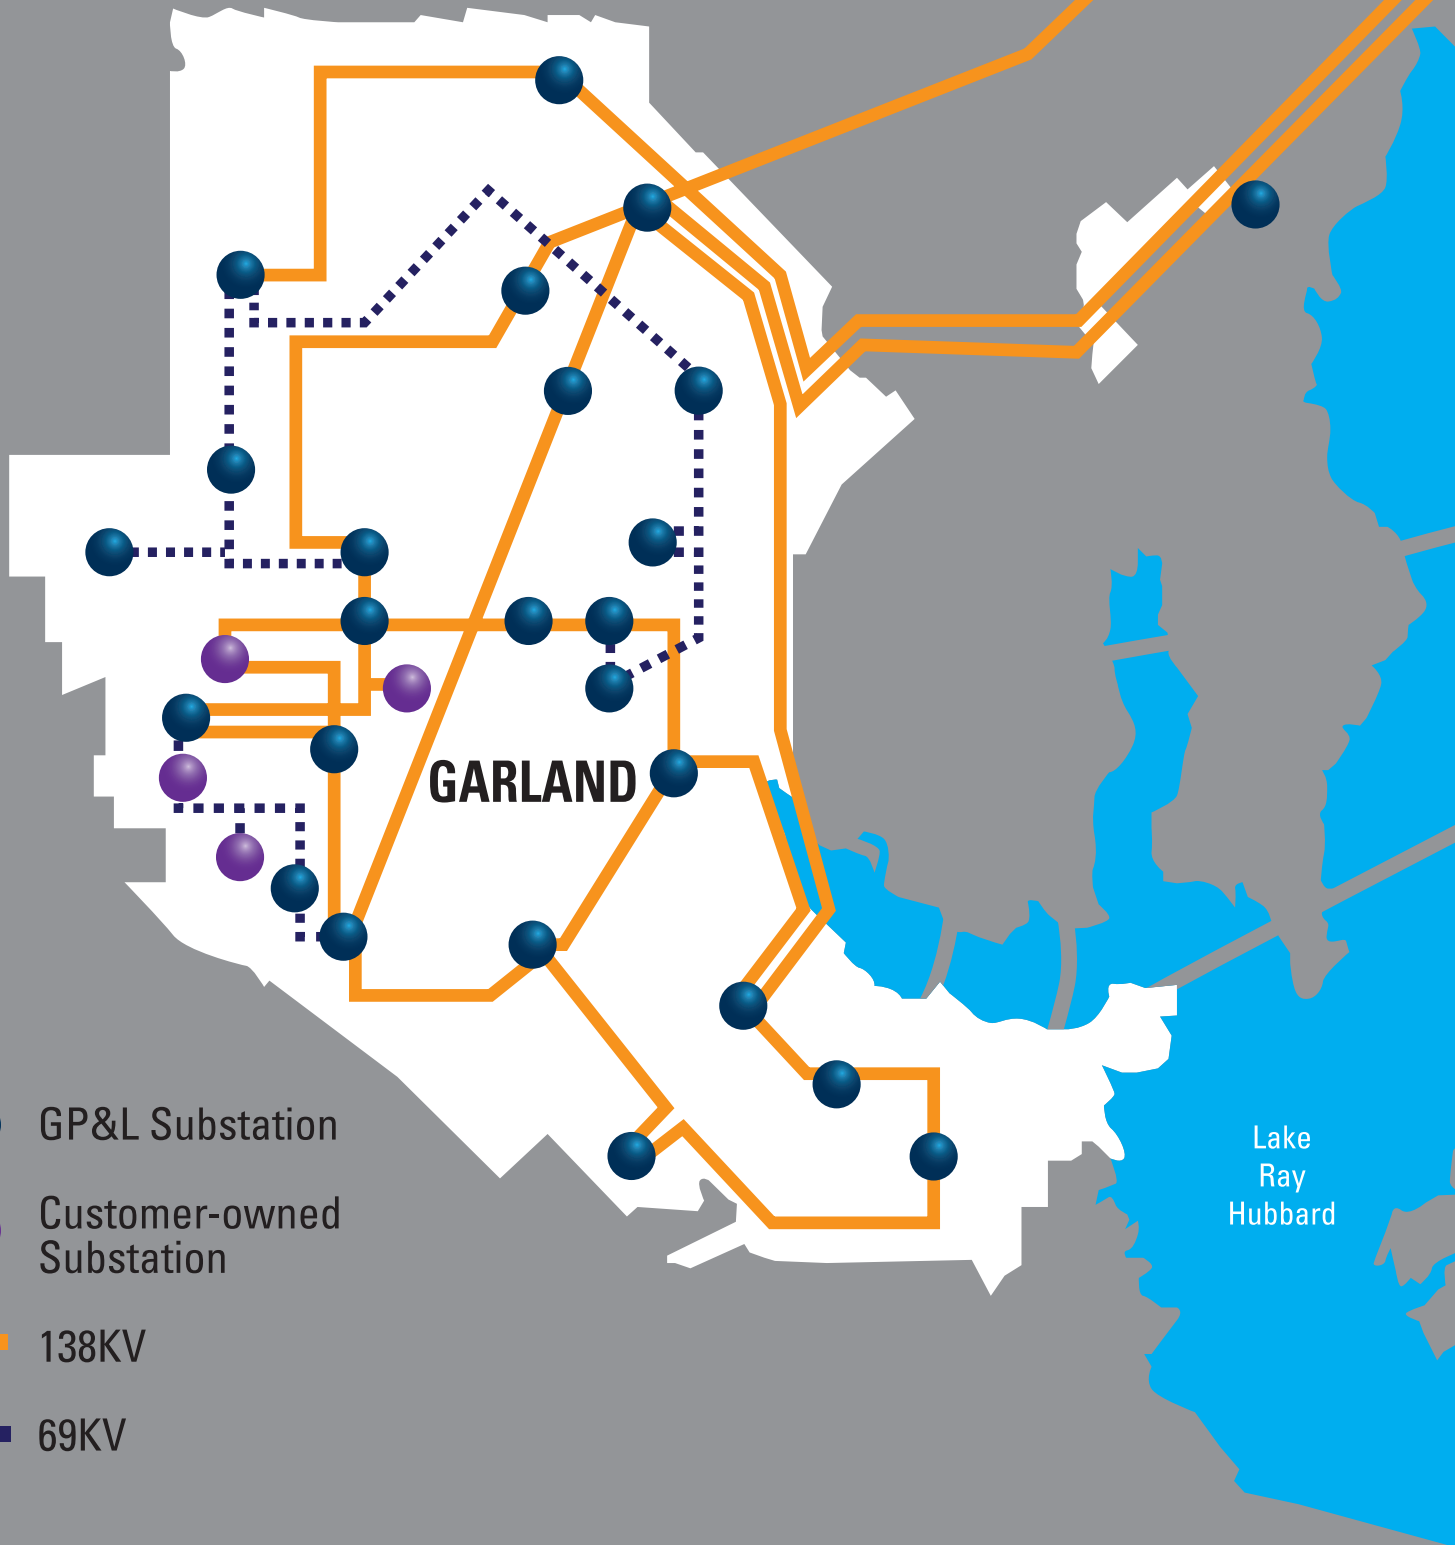 GARLAND
GP&L Substation
Customer-owned
Substation
138KV
69KV
Lake
Ray
Hubbard